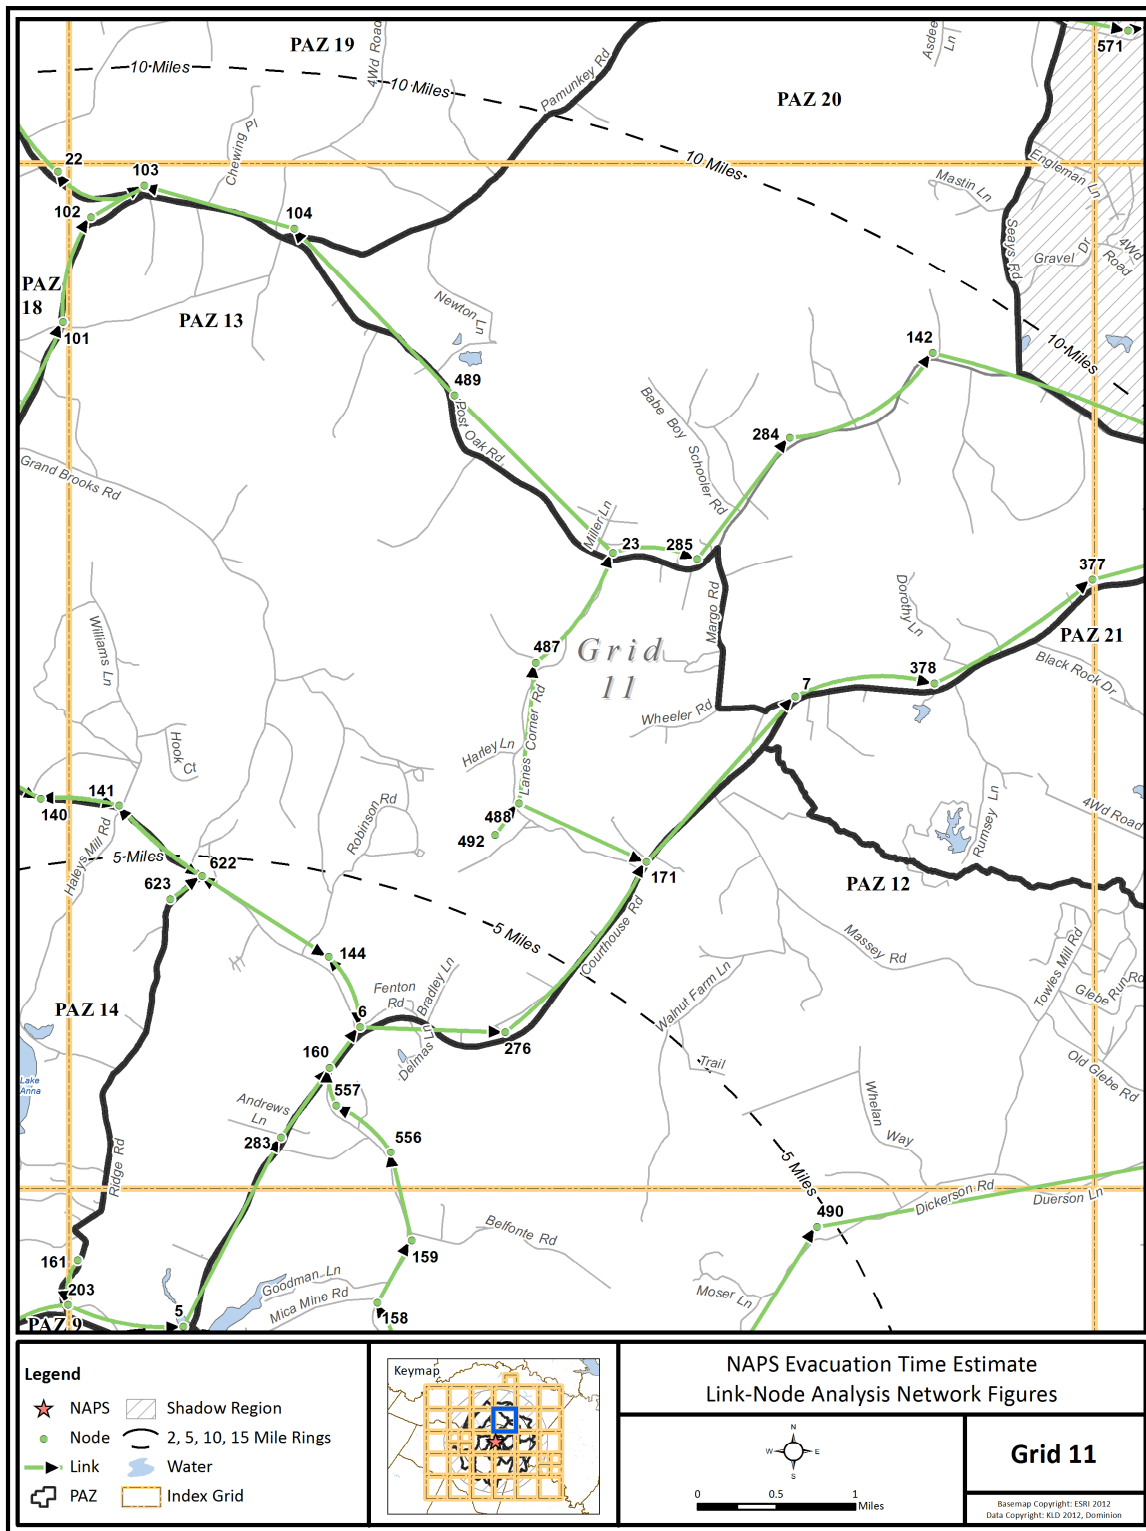 PAZ 19
10 Miles
10 Miles
4Wd Road
Pamunkey Rd
PAZ 20
Asdee Ln
571
22
103
Chewing Pl
10 Miles
Engleman Ln
Mastin Ln
102
104
Seays Rd
Gravel Dr
4Wd Road
PAZ 18
PAZ 13
Newton Ln
101
142
10 Miles
489
Post Oak Rd
Babe Boy Schooler Rd
284
Grand Brooks Rd
Miller Ln
23
285
377
Margo Rd
Dorothy Ln
Williams Ln
487
Grid 11
PAZ 21
Black Rock Dr
378
7
Wheeler Rd
Lanes Corner Rd
Harley Ln
Hook Ct
141
140
Haleys Mill Rd
Robinson Rd
488
492
Rumsey Ln
4Wd Road
5 Miles
622
623
171
PAZ 12
Courthouse Rd
5 Miles
Massey Rd
144
Walnut Farm Ln
Towles Mill Rd
Glebe Run Rd
Fenton Rd
Bradley Ln
PAZ 14
6
276
Delmas Ln
160
Trail
Old Glebe Rd
Lake Anna
557
Whelan Way
Andrews Ln
283
556
Ridge Rd
5 Miles
Dickerson Rd
Duerson Ln
490
Belfonte Rd
159
161
203
Goodman Ln
Mica Mine Rd
Moser Ln
5
158
PAZ 9
Legend
NAPS
Shadow Region
Node
2, 5, 10, 15 Mile Rings
Link
Water
PAZ
Index Grid
Keymap
NAPS Evacuation Time Estimate
Link-Node Analysis Network Figures
N
W
E
S
0 0.5 1
Miles
Grid 11
Basemap Copyright: ESRI 2012
Data Copyright: KLD 2012, Dominion